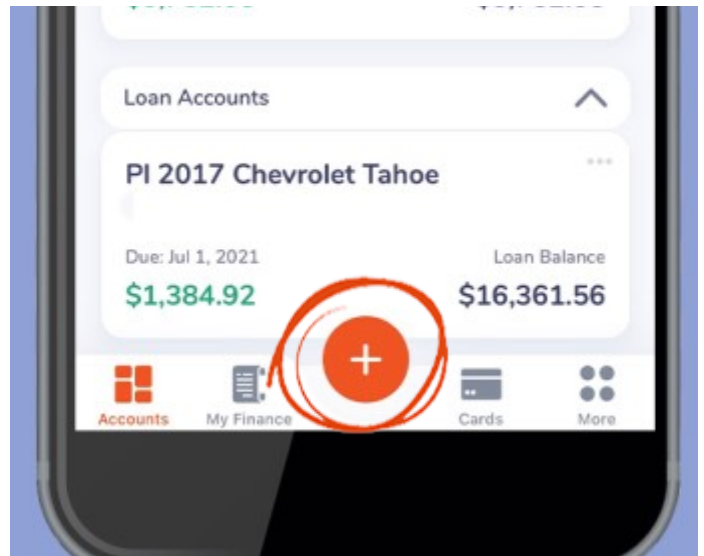 Loan Accounts
PI 2017 Chevrolet Tahoe
Due: Jul 1, 2021 Loan Balance
$1,384.92 $16,361.56
Accounts My Finance Cards More